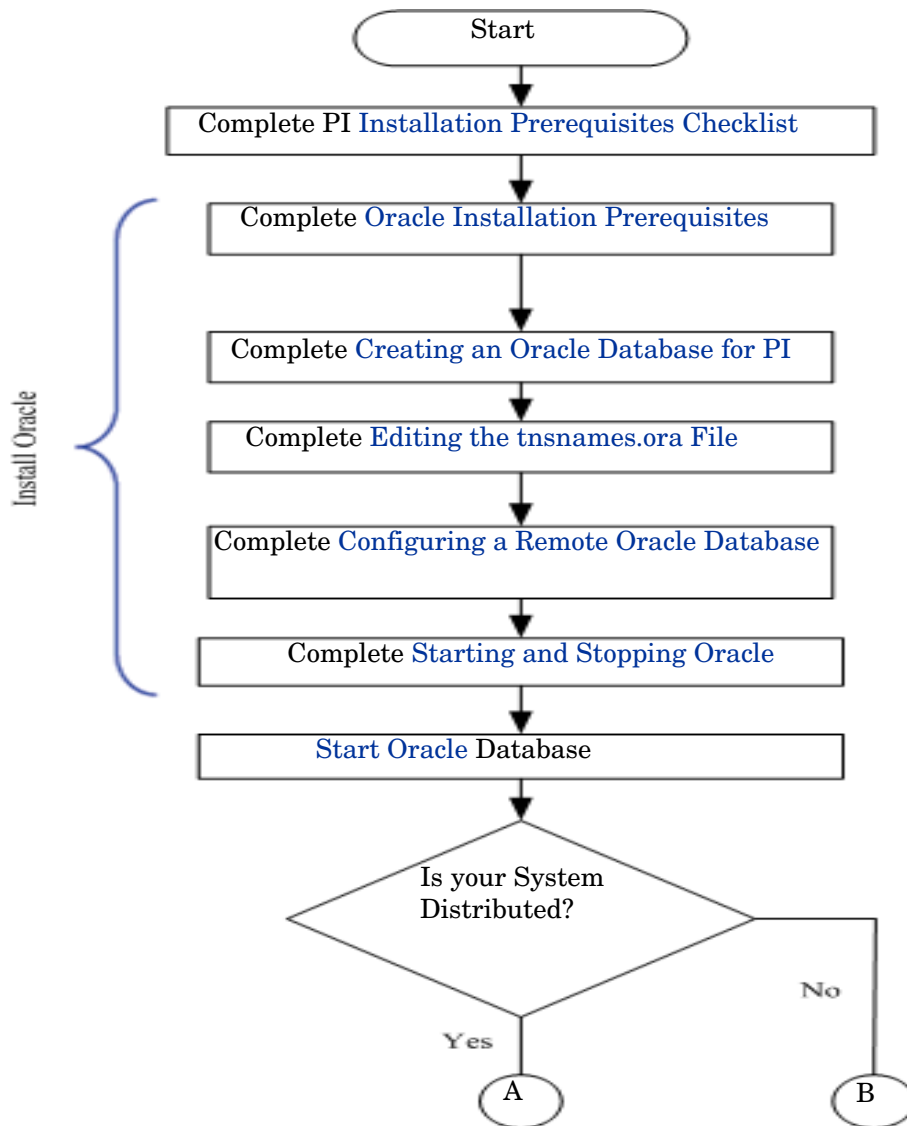 Start
Complete PI Installation Prerequisites Checklist
Complete Oracle Installation Prerequisites
Complete Creating an Oracle Database for PI
Install Oracle
Complete Editing the tnsnames.ora File
Complete Configuring a Remote Oracle Database
Complete Starting and Stopping Oracle
Start Oracle Database
Is your System
Distributed?
No
Yes
A
B